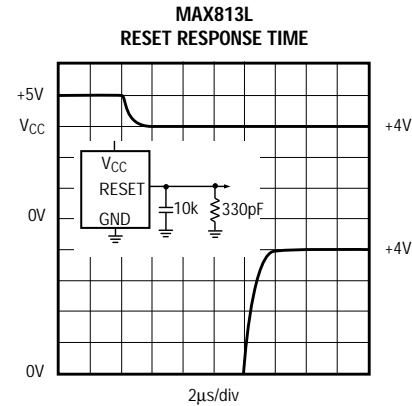 MAX813L
RESET RESPONSE TIME
+5V
VCC
+4V
VCC
RESET
GND
10k
330pF
0V
+4V
0V
2µs/div